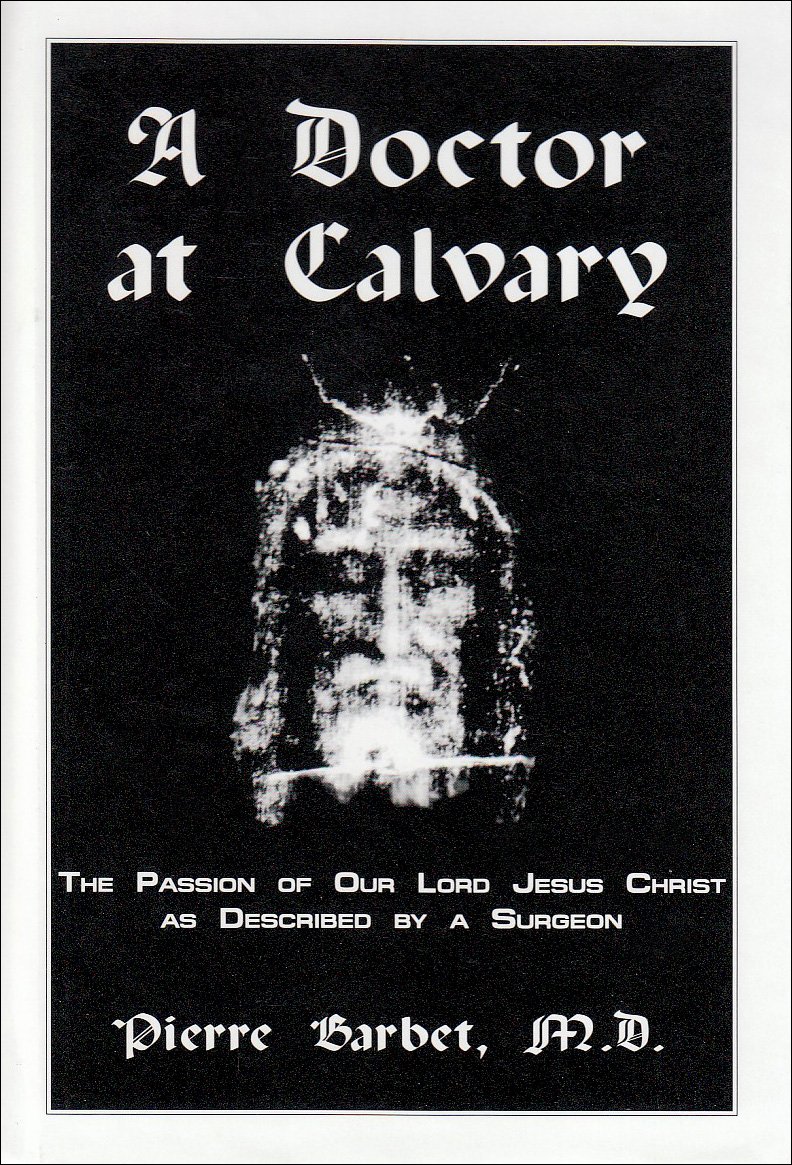 A Doctor
at Calvary
The Passion of Our Lord Jesus Christ
as Described by a Surgeon
Pierre Barbet, M.D.